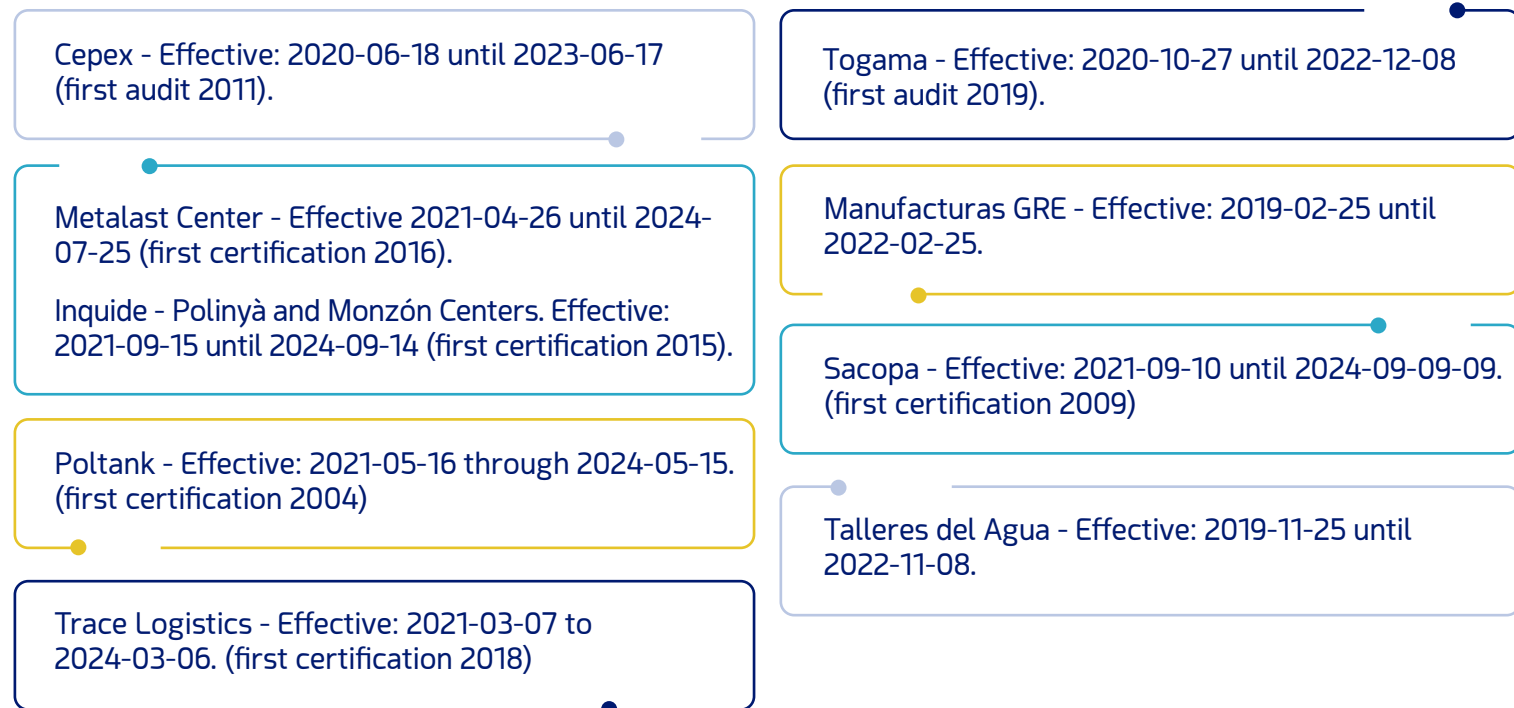 Cepex - Effective: 2020-06-18 until 2023-06-17
(first audit 2011).
Metalast Center - Effective 2021-04-26 until 2024-
07-25 (first certification 2016).
Inquide - Polinyà and Monzón Centers. Effective:
2021-09-15 until 2024-09-14 (first certification 2015).
Poltank - Effective: 2021-05-16 through 2024-05-15.
(first certification 2004)
Trace Logistics - Effective: 2021-03-07 to
2024-03-06. (first certification 2018)
Togama - Effective: 2020-10-27 until 2022-12-08
(first audit 2019).
Manufacturas GRE - Effective: 2019-02-25 until
2022-02-25.
Sacopa - Effective: 2021-09-10 until 2024-09-09-09.
(first certification 2009)
Talleres del Agua - Effective: 2019-11-25 until
2022-11-08.